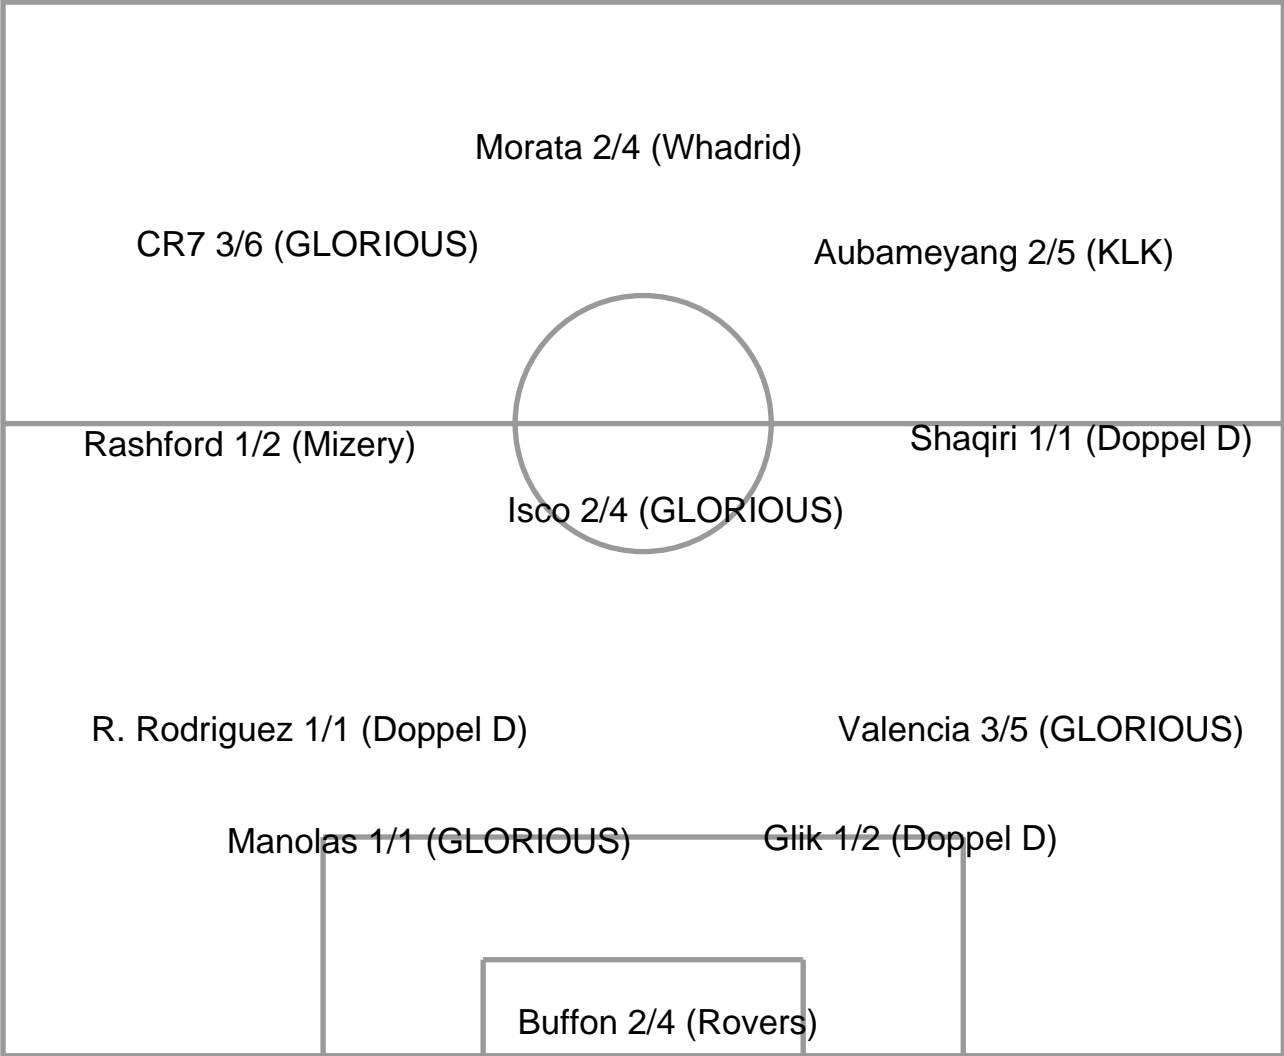 Morata 2/4 (Whadrid)
CR7 3/6 (GLORIOUS)
Aubameyang 2/5 (KLK)
Rashford 1/2 (Mizery)
Shaqiri 1/1 (Doppel D)
Isco 2/4 (GLORIOUS)
R. Rodriguez 1/1 (Doppel D)
Valencia 3/5 (GLORIOUS)
Manolas 1/1 (GLORIOUS)
Glik 1/2 (Doppel D)
Buffon 2/4 (Rovers)